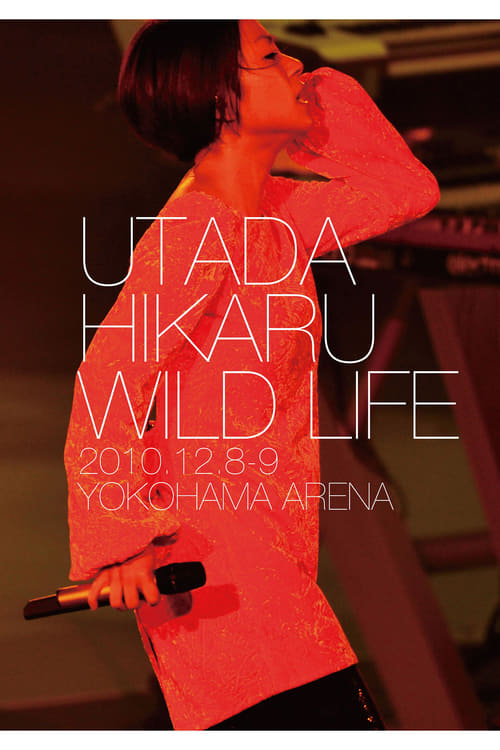 UTADA
HIKARU
WILD LIFE
2010.12.8-9
YOKOHAMA ARENA